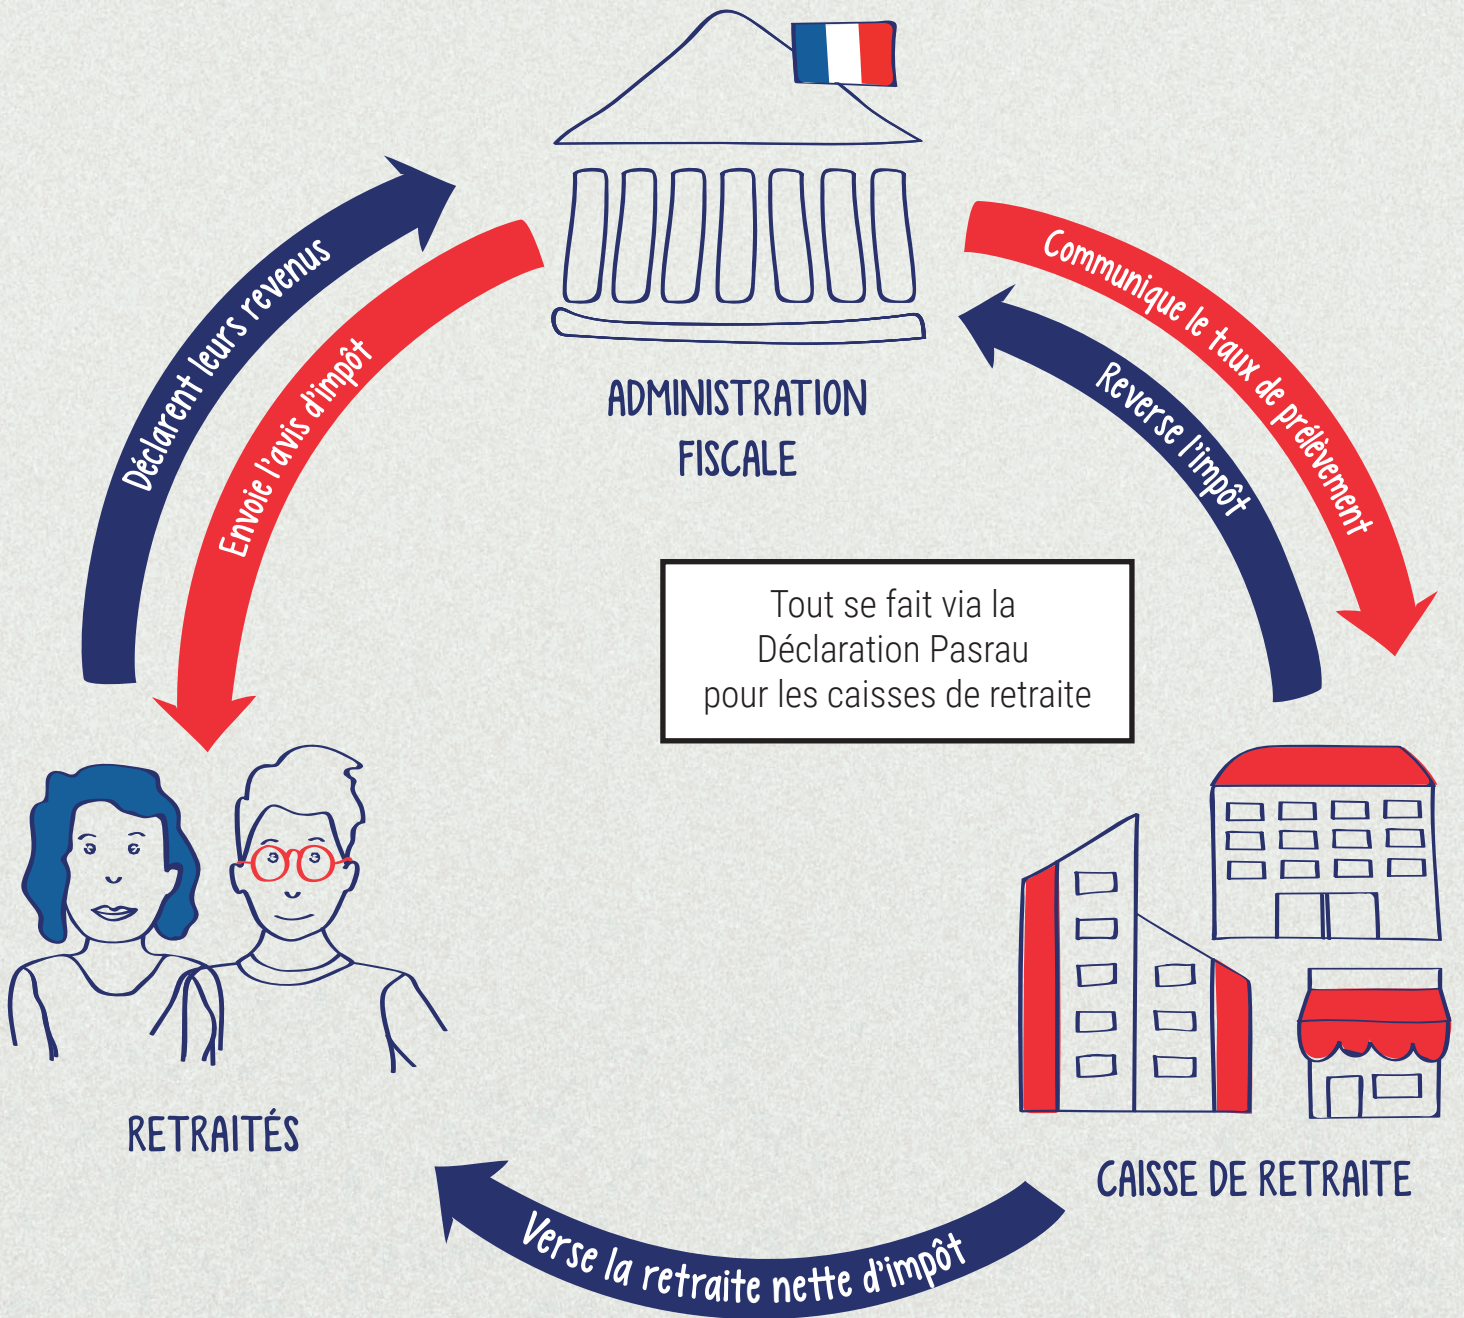 Déclarent leurs revenus
Envoie l'avis d'impôt
Communique le taux de prélèvement
Reverse l'impôt
ADMINISTRATION
FISCALE
Tout se fait via la
Déclaration Pasrau
pour les caisses de retraite
RETRAITÉS
CAISSE DE RETRAITE
Verse la retraite nette d'impôt